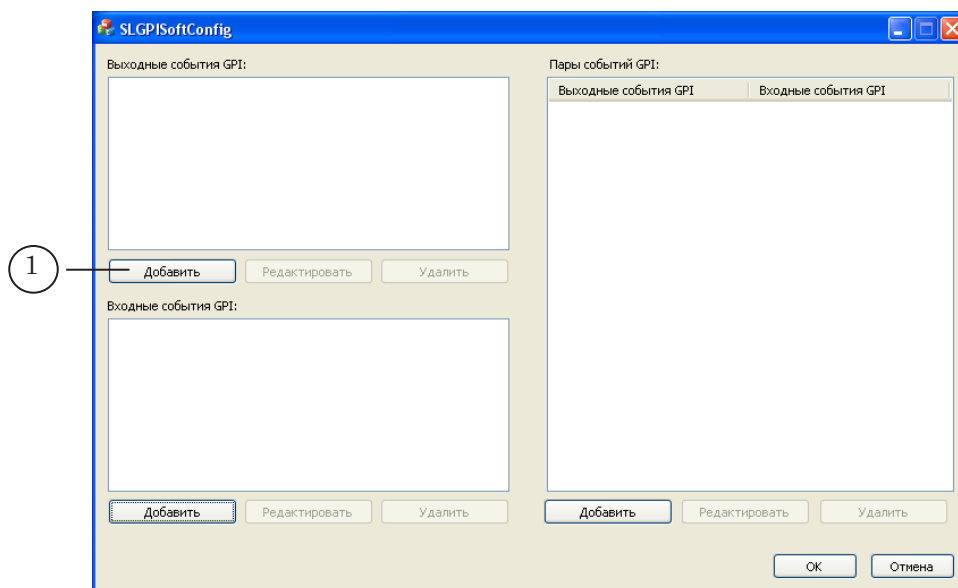 SLGPISoftConfig
Выходные события GPI:
1
Добавить Редактировать Удалить
Входные события GPI:
Добавить Редактировать Удалить
Пары событий GPI:
Выходные события GPI Входные события GPI
Добавить Редактировать Удалить
OK Отмена